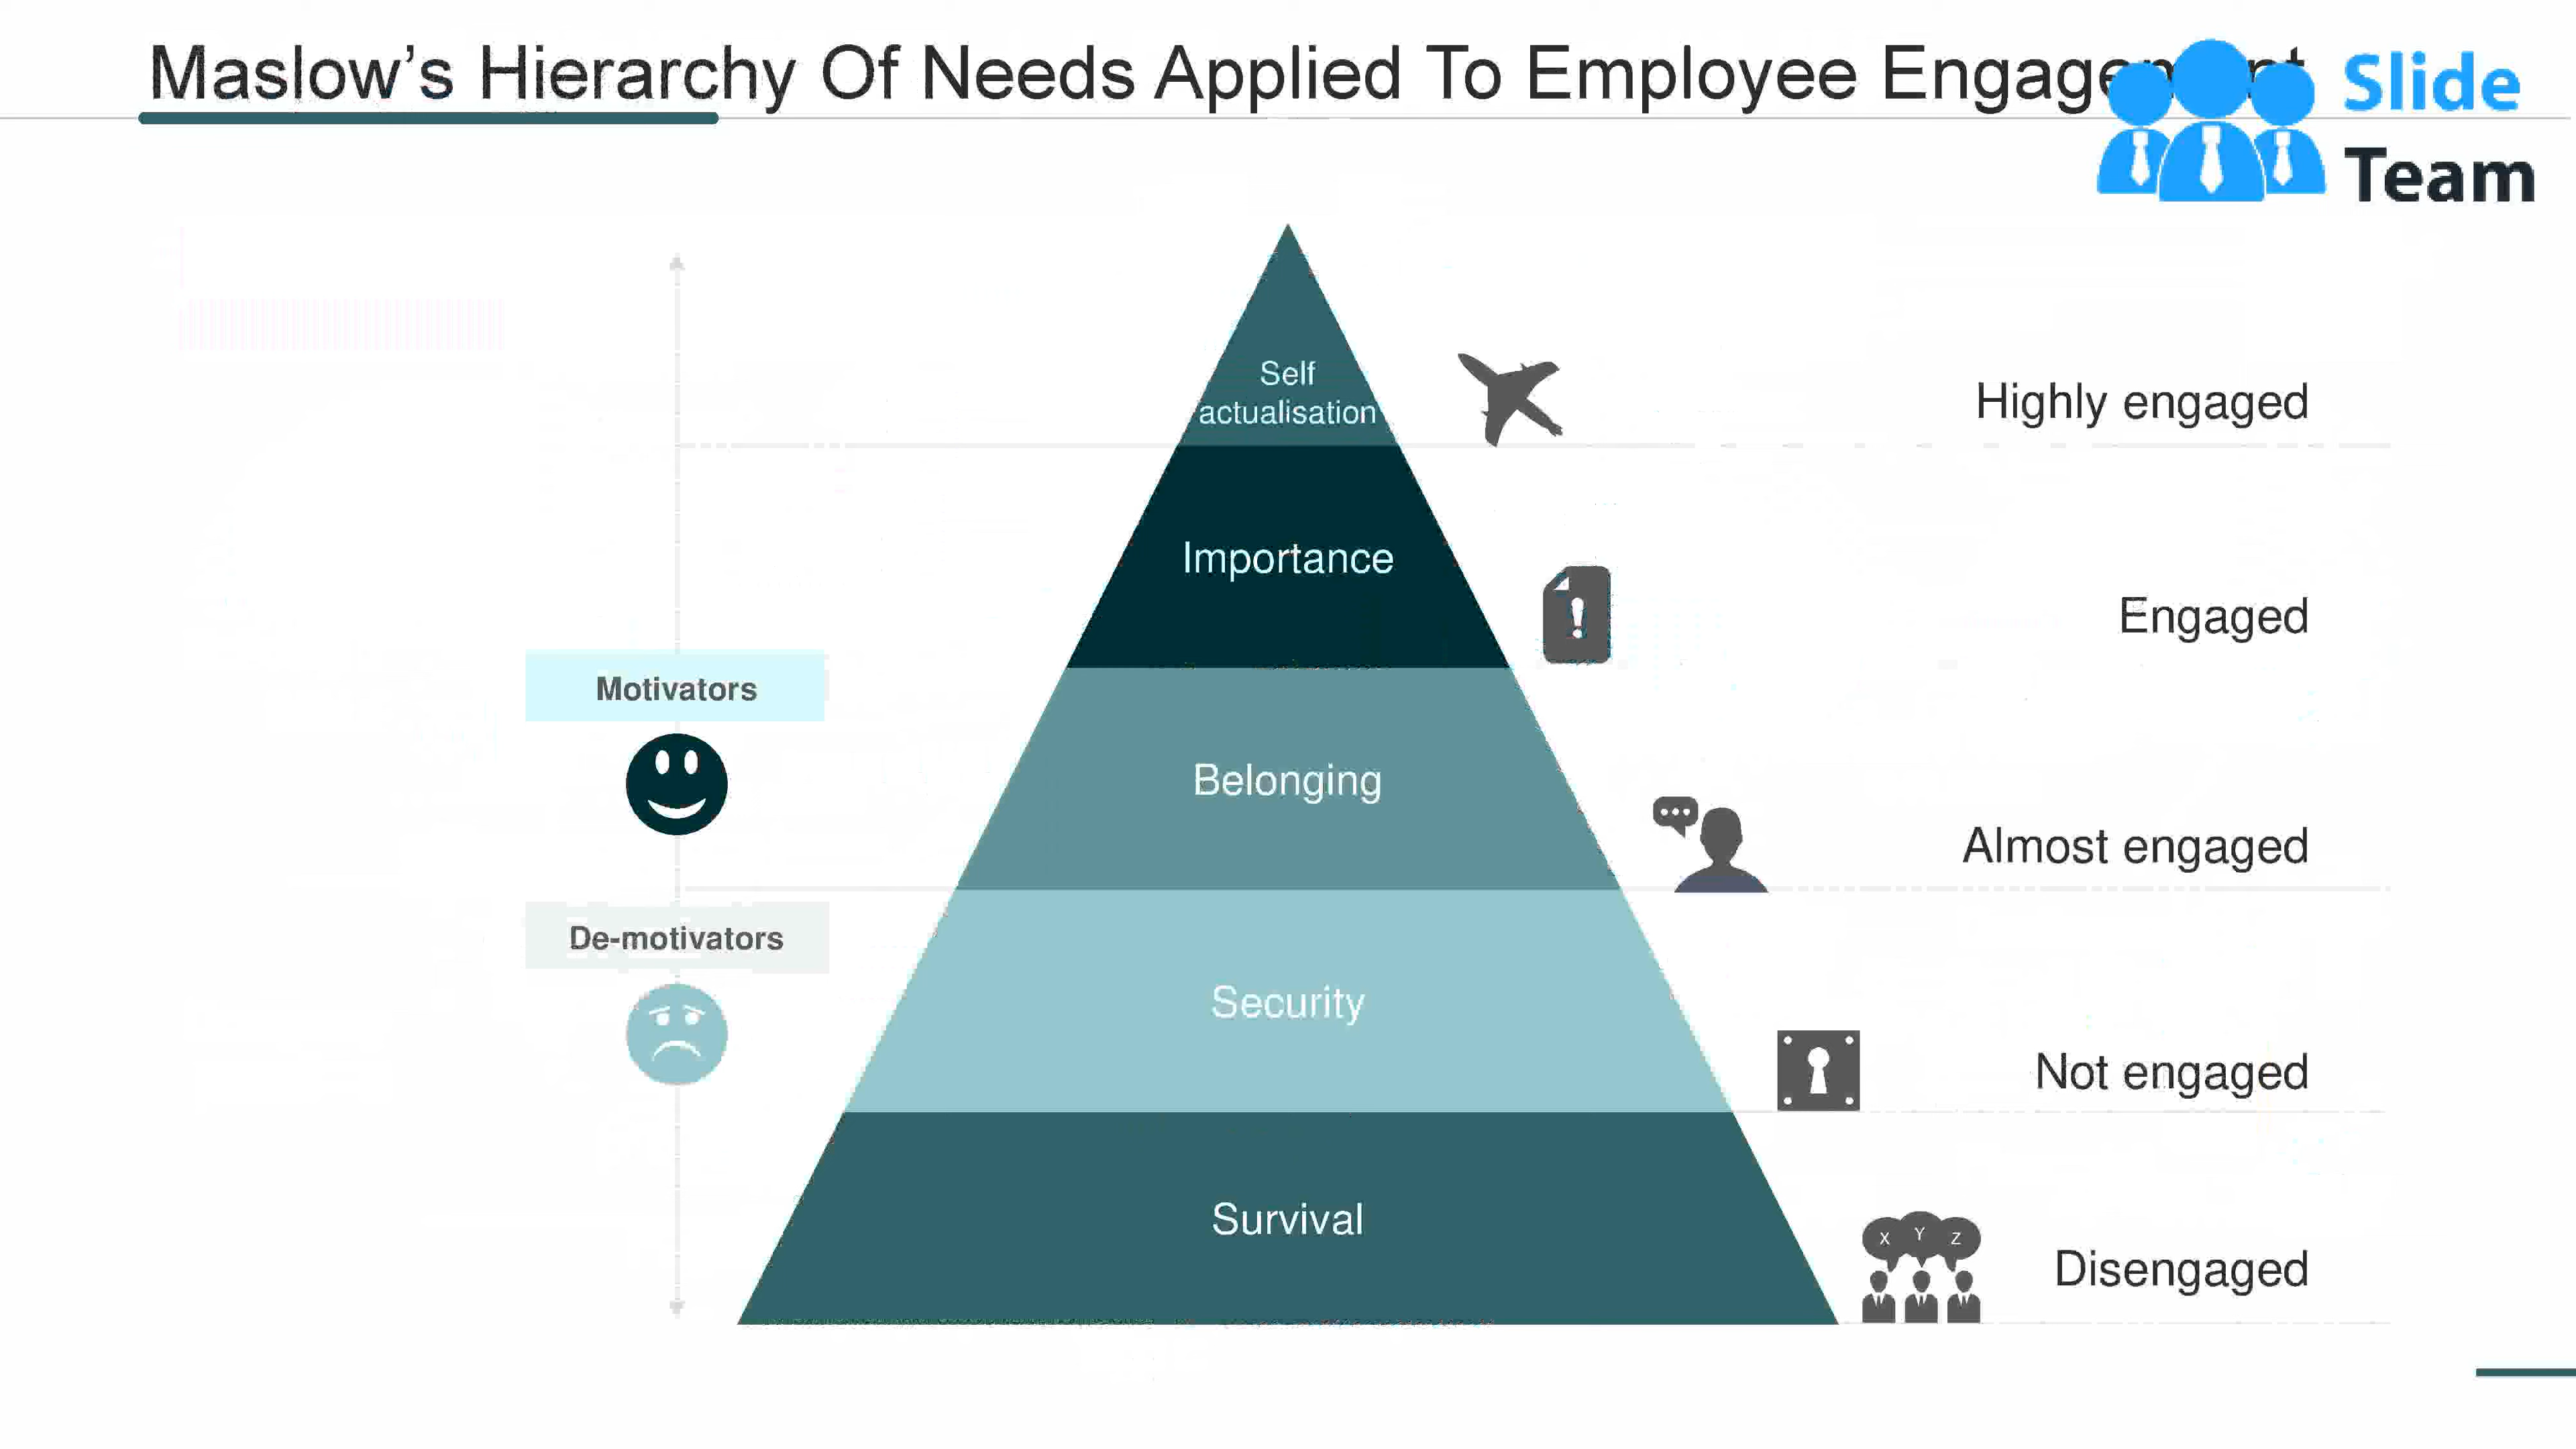 Maslow's Hierarchy Of Needs Applied To Employee
Slide
Team
Self
actualisation
Highly engaged
Importance
Engaged
Motivators
Belonging
Almost engaged
De-motivators
Security
Not engaged
Survival
X Y Z
Disengaged